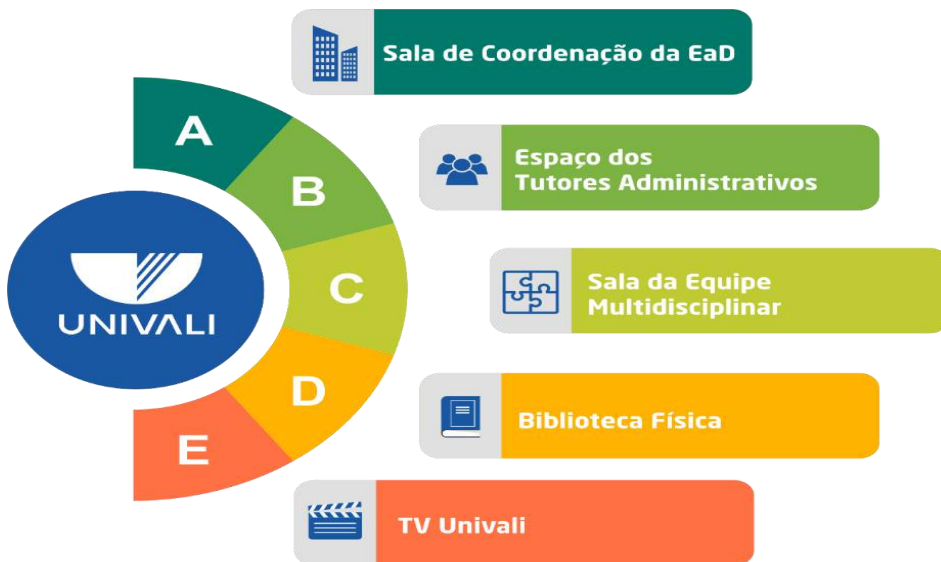 A
Sala de Coordenação da EaD
B
Espaço dos
Tutores Administrativos
UNIVALI
C
Sala da Equipe
Multidisciplinar
D
Biblioteca Física
E
TV Univali